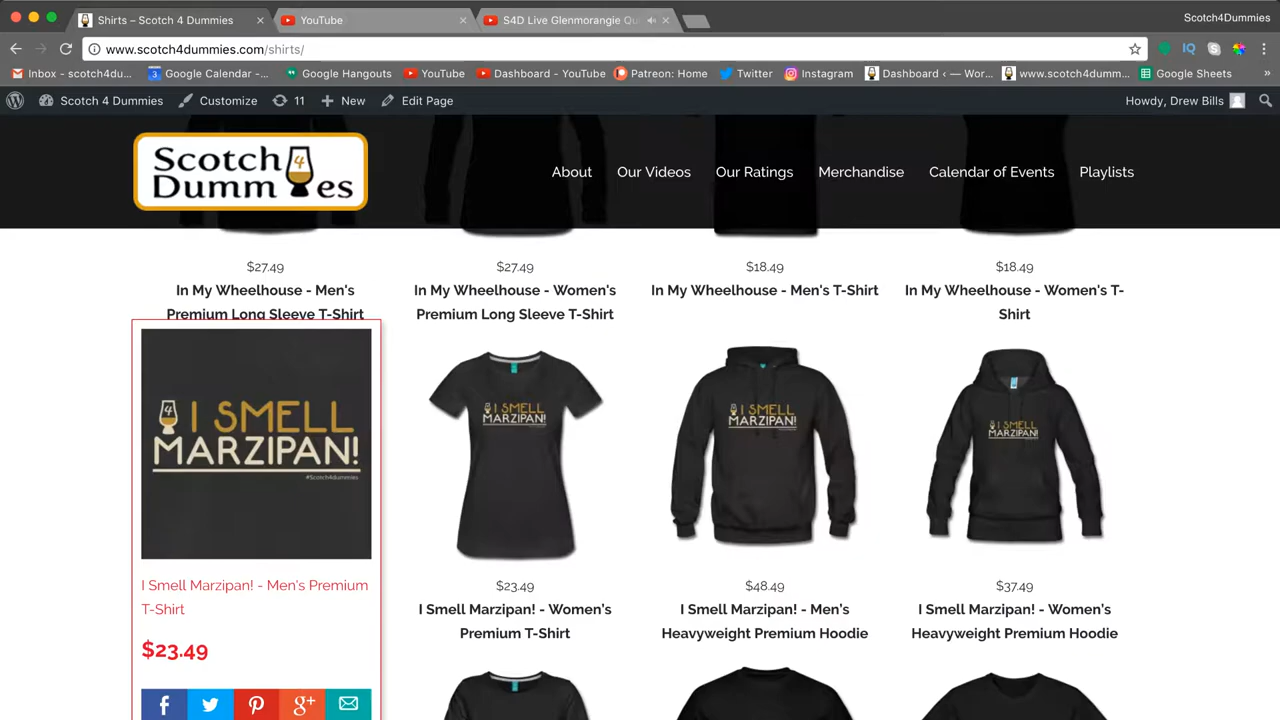 Shirts – Scotch 4 Dummies
YouTube
S4D Live Glenmorangie Qu
Scotch4Dummies
www.scotch4dummies.com/shirts/
IQ
Inbox - scotch4du...
3
Google Calendar -...
Google Hangouts
YouTube
Dashboard - YouTube
Patreon: Home
Twitter
Instagram
Dashboard ‹ — Wor...
www.scotch4dumm...
Google Sheets
»
Scotch 4 Dummies
Customize
11
New
Edit Page
Howdy, Drew Bills
Scotch 4
Dummies
About
Our Videos
Our Ratings
Merchandise
Calendar of Events
Playlists
$27.49
In My Wheelhouse - Men's
Premium Long Sleeve T-Shirt
$27.49
In My Wheelhouse - Women's
Premium Long Sleeve T-Shirt
$18.49
In My Wheelhouse - Men's T-Shirt
$18.49
In My Wheelhouse - Women's T-
Shirt
4 I SMELL
MARZIPAN!
#Scotch4dummies
I Smell Marzipan! - Men's Premium
T-Shirt
$23.49
f
g+
I SMELL
MARZIPAN!
$23.49
I Smell Marzipan! - Women's
Premium T-Shirt
I SMELL
MARZIPAN!
$48.49
I Smell Marzipan! - Men's
Heavyweight Premium Hoodie
I SMELL
MARZIPAN!
$37.49
I Smell Marzipan! - Women's
Heavyweight Premium Hoodie